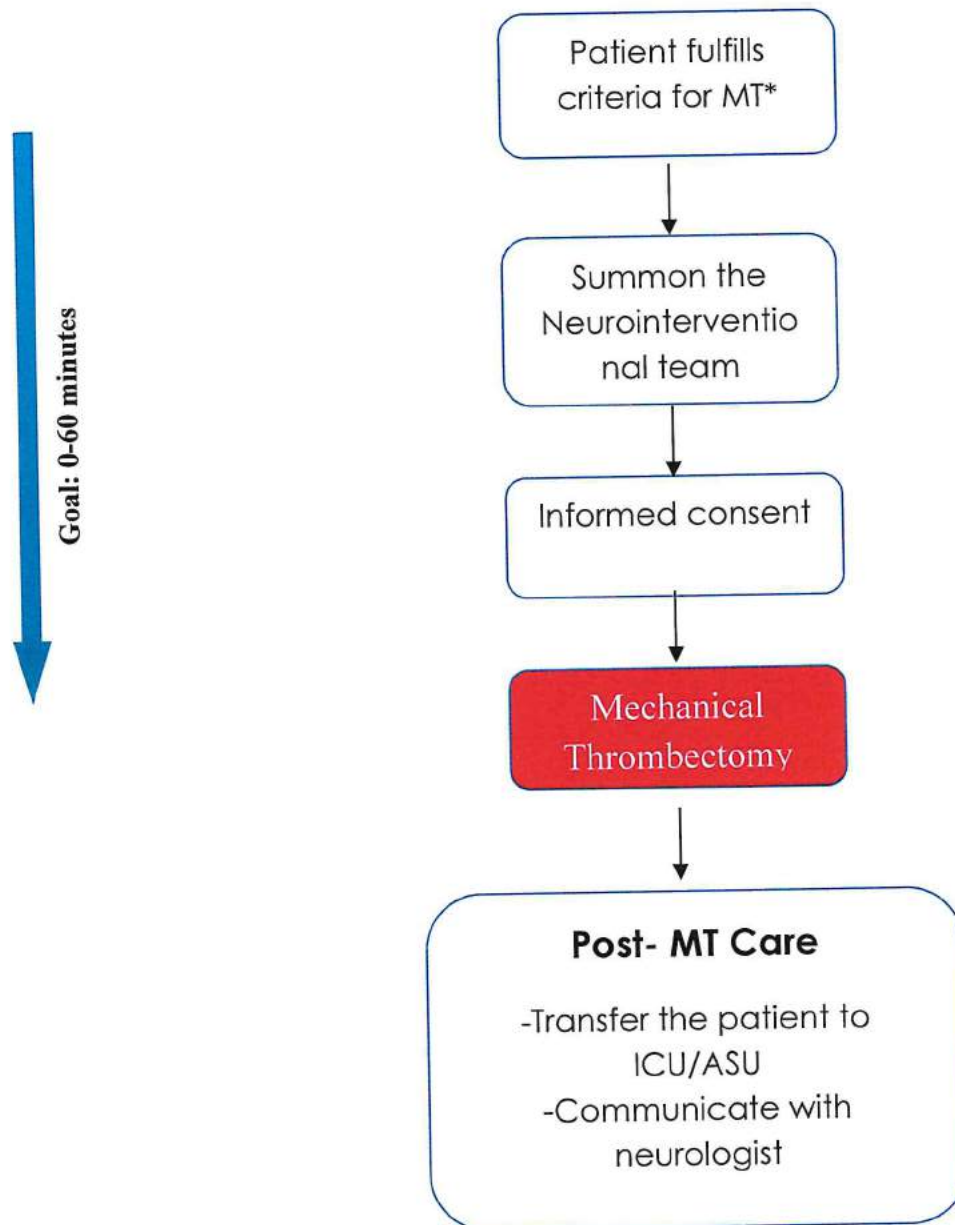 Patient fulfills
criteria for MT*
Summon the
Neurointerventio
nal team
Goal: 0-60 minutes
Informed consent
Mechanical
Thrombectomy
Post- MT Care
-Transfer the patient to
ICU/ASU
-Communicate with
neurologist